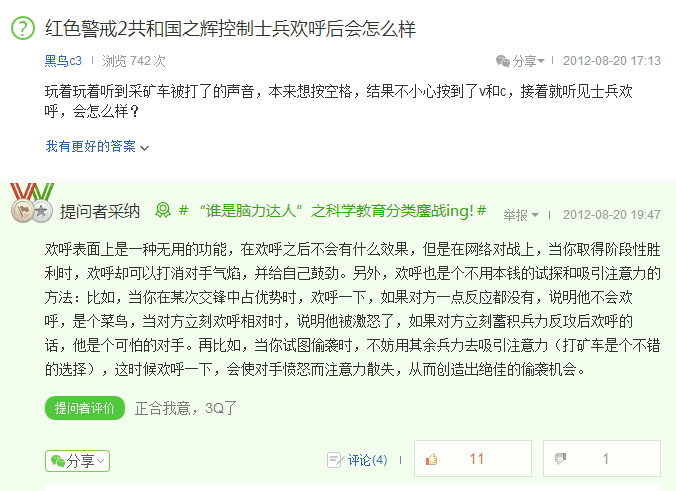 红色警戒2共和国之辉控制士兵欢呼后会怎么样
黑鸟c3 | 浏览 742 次 分享 | 2012-08-20 17:13
玩着玩着听到采矿车被打了的声音，本来想按空格，结果不小心按到了v和c，接着就听见士兵欢
呼，会怎么样？
我有更好的答案
提问者采纳 # “谁是脑力达人”之科学教育分类鏖战ing! # 举报 | 2012-08-20 19:47
欢呼表面上是一种无用的功能，在欢呼之后不会有什么效果，但是在网络对战上，当你取得阶段性胜
利时，欢呼却可以打消对手气焰，并给自己鼓劲。另外，欢呼也是个不用本钱的试探和吸引注意力的
方法：比如，当你在某次交锋中占优势时，欢呼一下，如果对方一点反应都没有，说明他不会欢
呼，是个菜鸟，当对方立刻欢呼相对时，说明他被激怒了，如果对方立刻蓄积兵力反攻后欢呼的
话，他是个可怕的对手。再比如，当你试图偷袭时，不妨用其余兵力去吸引注意力（打矿车是个不错
的选择），这时候欢呼一下，会使对手愤怒而注意力散失，从而创造出绝佳的偷袭机会。
提问者评价 正合我意，3Q了
分享 评论(4) | 11 1